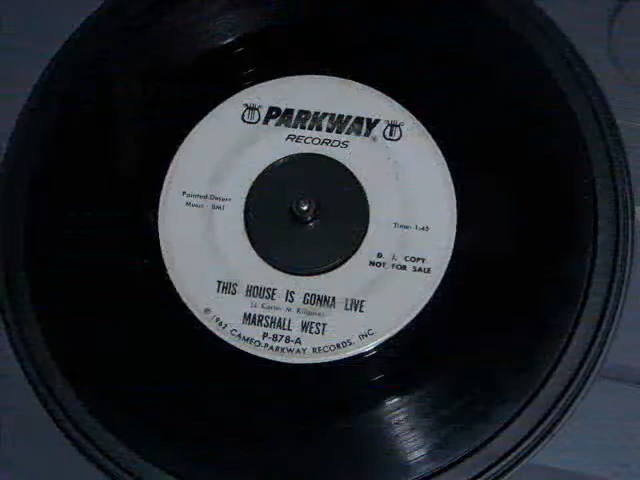 PARKWAY
RECORDS
Painted Desert
Music - BMI
Time: 1:45
D. J. COPY
NOT FOR SALE
THIS HOUSE IS GONNA LIVE
MARSHALL WEST
P-878-A
© 1962 CAMEO-PARKWAY RECORDS, INC.